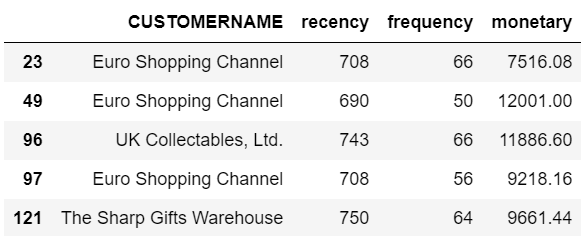 CUSTOMERNAME recency frequency monetary
23 Euro Shopping Channel 708 66 7516.08
49 Euro Shopping Channel 690 50 12001.00
96 UK Collectables, Ltd. 743 66 11886.60
97 Euro Shopping Channel 708 56 9218.16
121 The Sharp Gifts Warehouse 750 64 9661.44